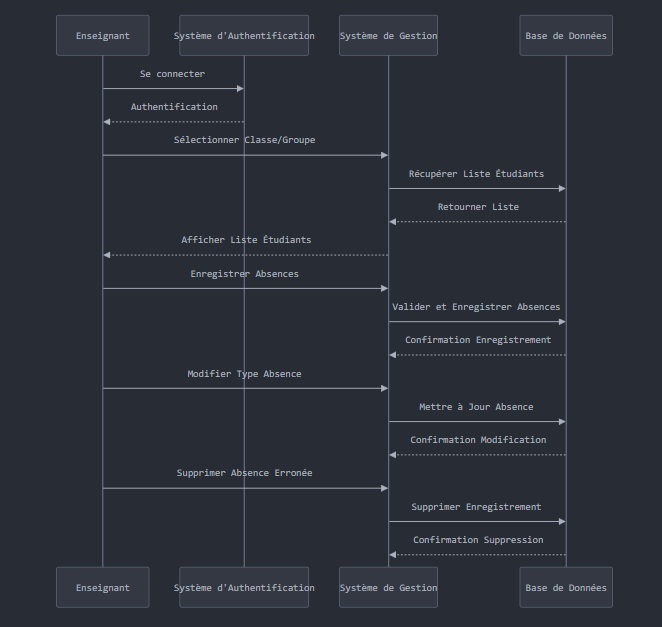 Enseignant
Système d'Authentification
Système de Gestion
Base de Données
Se connecter
Authentification
Sélectionner Classe/Groupe
Récupérer Liste Étudiants
Retourner Liste
Afficher Liste Étudiants
Enregistrer Absences
Valider et Enregistrer Absences
Confirmation Enregistrement
Modifier Type Absence
Mettre à Jour Absence
Confirmation Modification
Supprimer Absence Erronée
Supprimer Enregistrement
Confirmation Suppression
Enseignant
Système d'Authentification
Système de Gestion
Base de Données